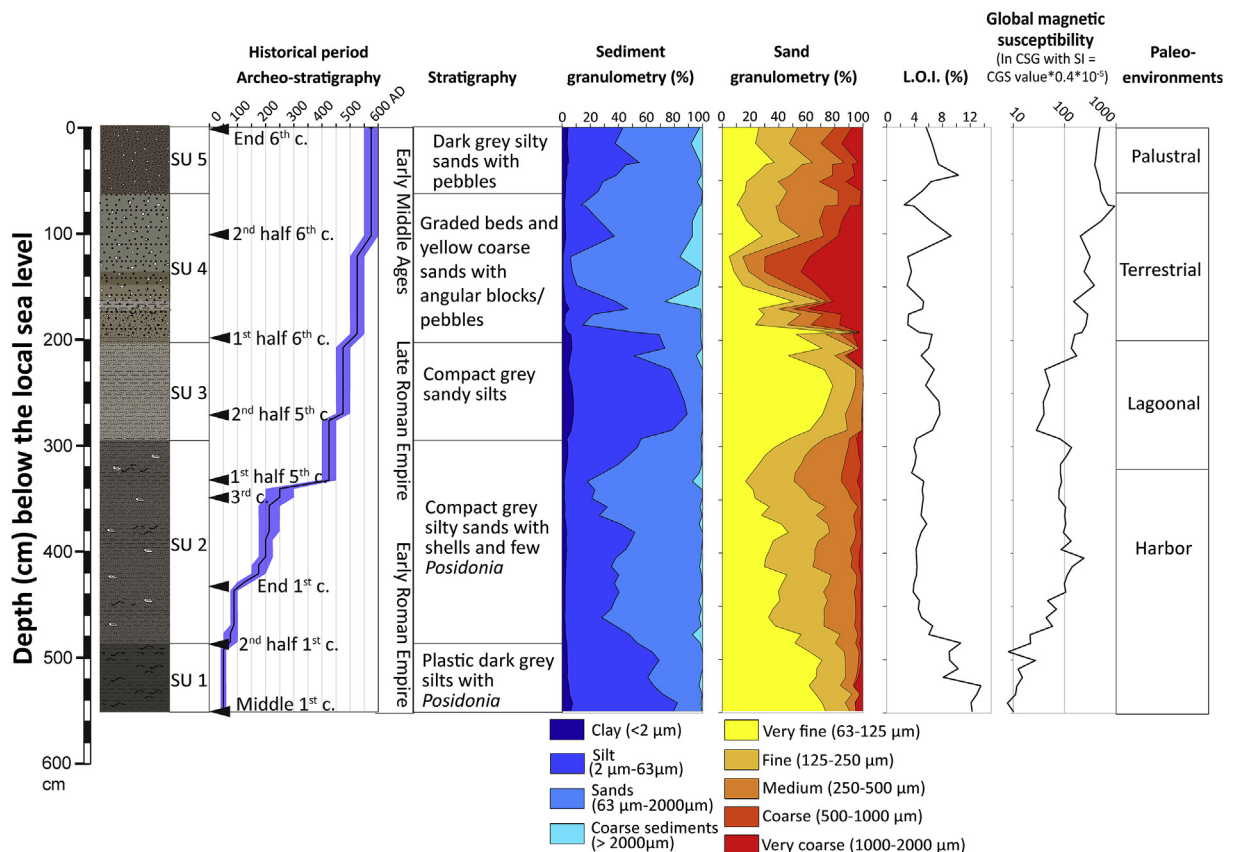 Global magnetic
susceptibility
(In CSG with SI =
CGS value*0.4*10⁻⁵)
Historical period
Archeo-stratigraphy
Stratigraphy
Sediment
granulometry (%)
Sand
granulometry (%)
L.O.I. (%)
Paleo-
environments
0 100 200 300 400 500 600 AD
0 20 40 60 80 100
0 20 40 60 80 100
0 4 8 12
10 100 1000
Depth (cm) below the local sea level
0
100
200
300
400
500
600
cm
SU 5
SU 4
SU 3
SU 2
SU 1
End 6th c.
2nd half 6th c.
1st half 6th c.
2nd half 5th c.
1st half 5th c.
3rd c.
End 1st c.
2nd half 1st c.
Middle 1st c.
Early Middle Ages
Late Roman Empire
Early Roman Empire
Dark grey silty
sands with
pebbles
Graded beds and
yellow coarse
sands with
angular blocks/
pebbles
Compact grey
sandy silts
Compact grey
silty sands with
shells and few
Posidonia
Plastic dark grey
silts with
Posidonia
Palustral
Terrestrial
Lagoonal
Harbor
Clay (<2 µm)
Silt
(2 µm-63µm)
Sands
(63 µm-2000µm)
Coarse sediments
(> 2000µm)
Very fine (63-125 µm)
Fine (125-250 µm)
Medium (250-500 µm)
Coarse (500-1000 µm)
Very coarse (1000-2000 µm)